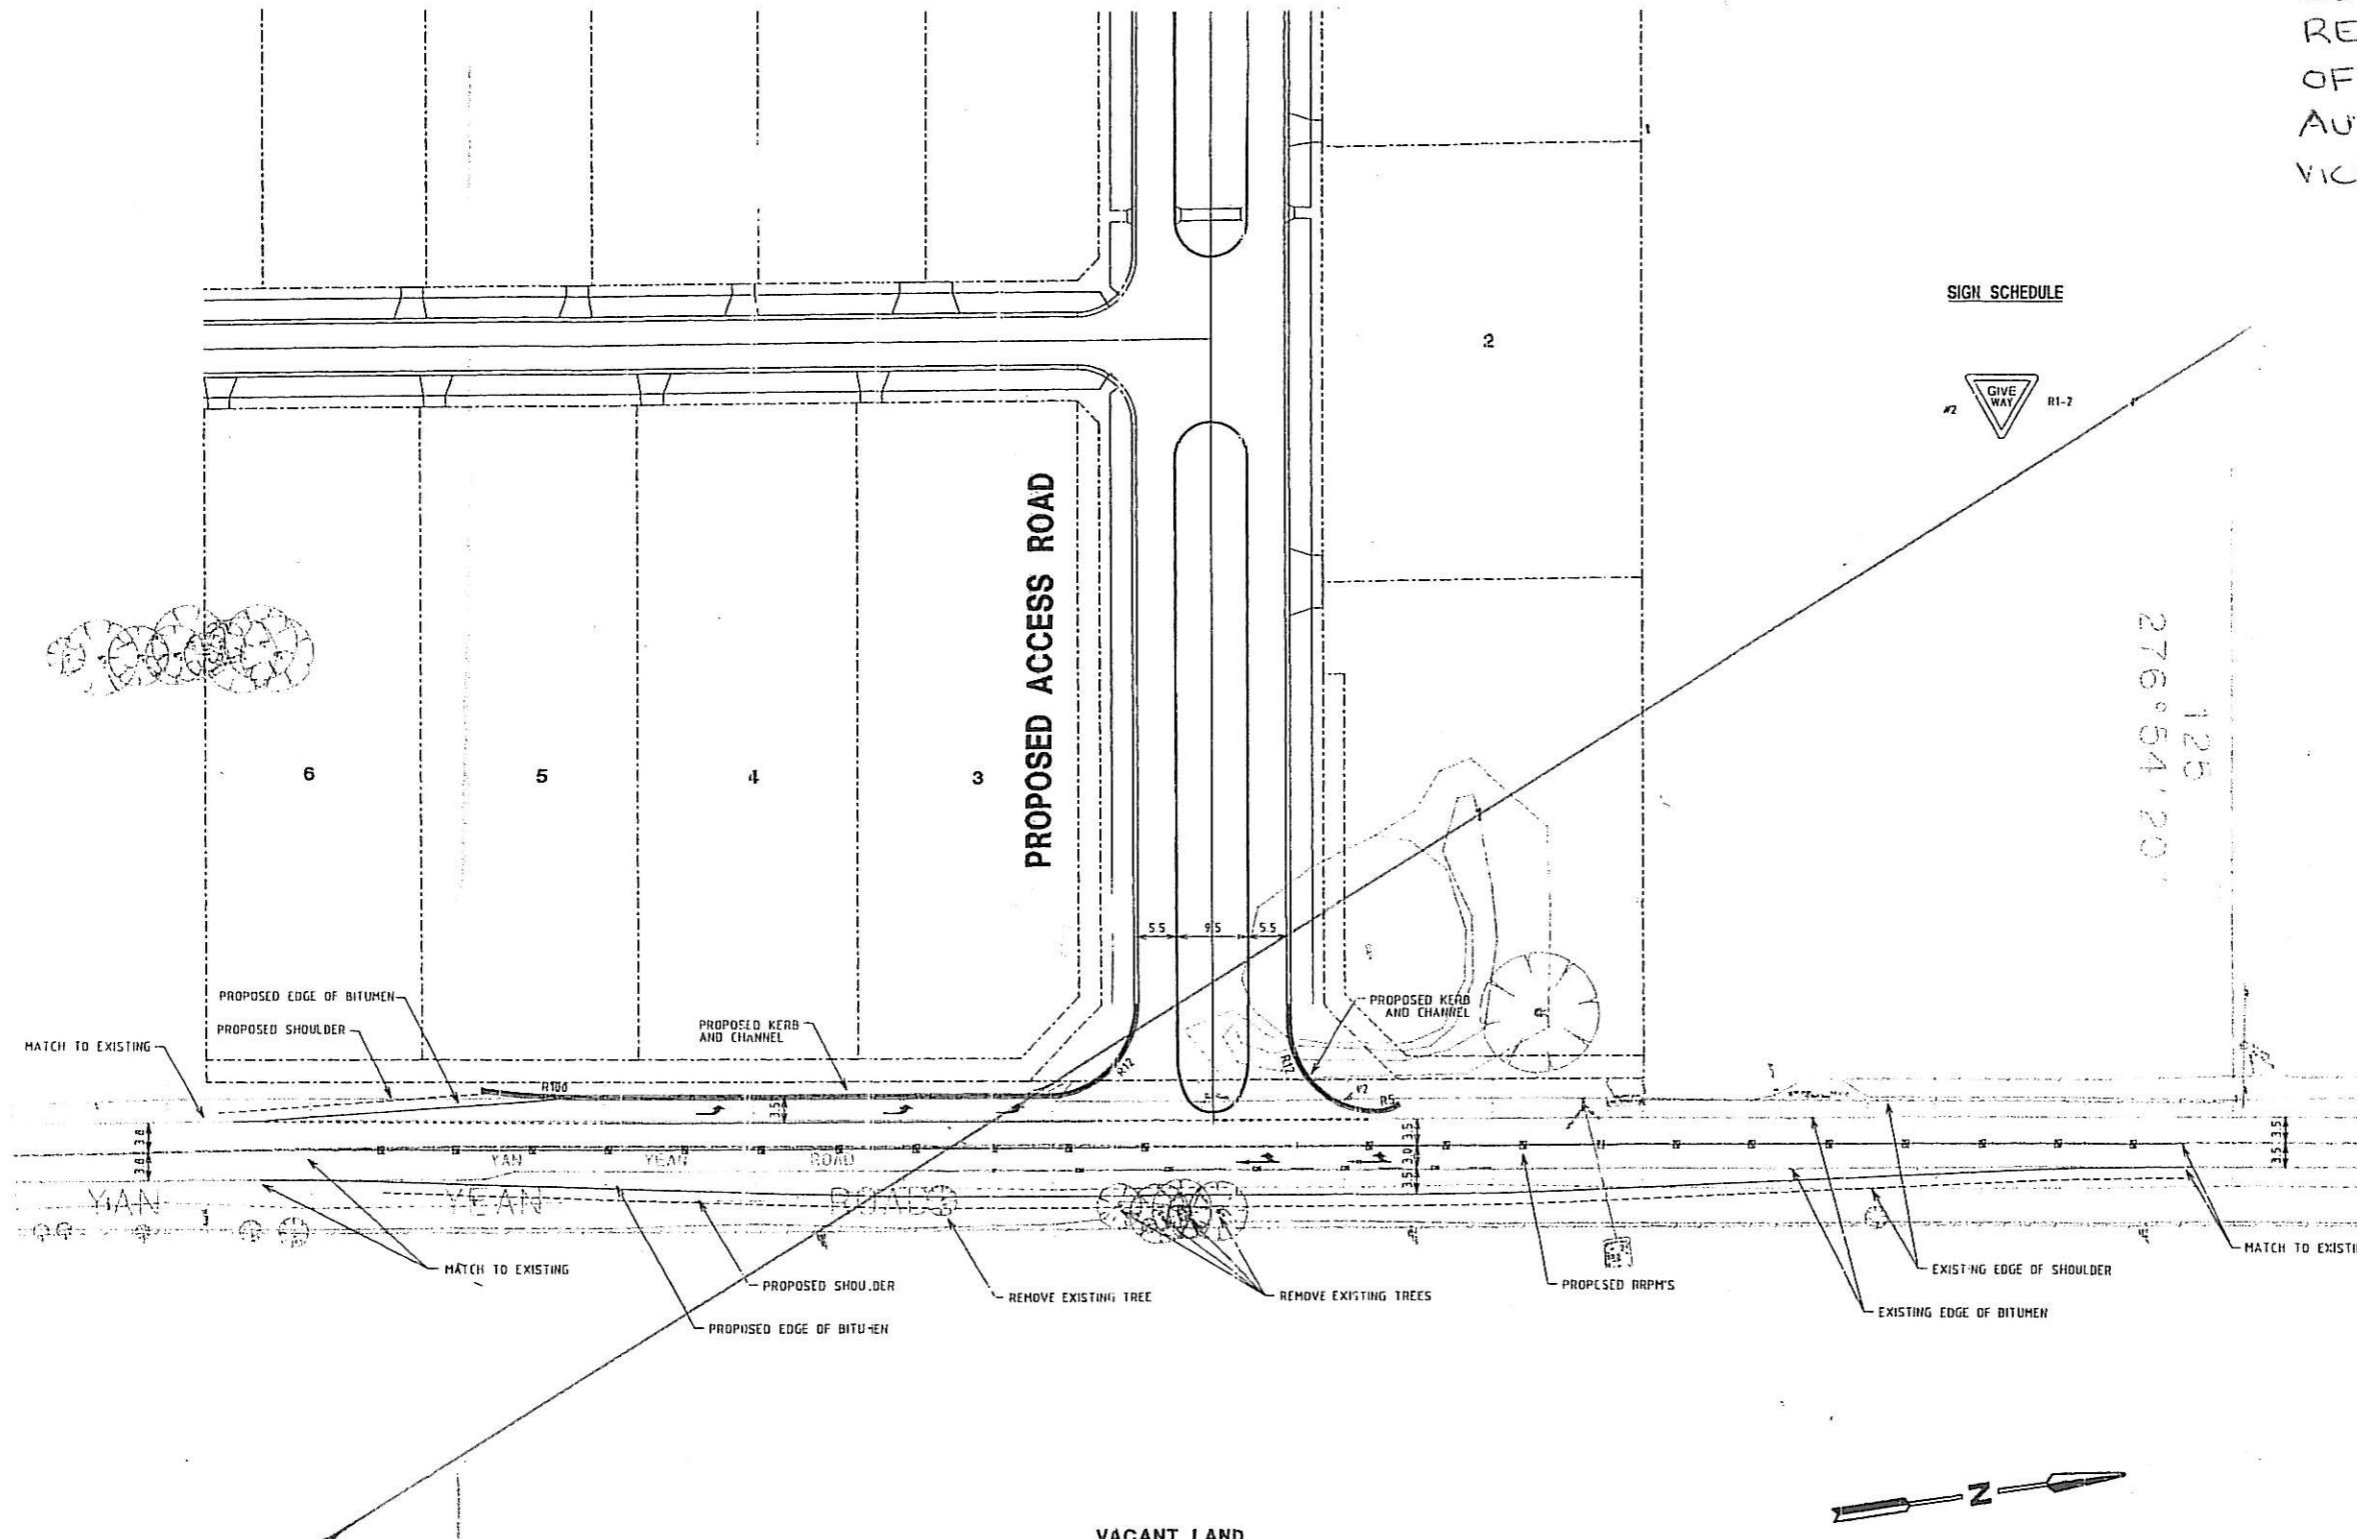 RE
OF
AU
VIC
SIGN SCHEDULE
#2
GIVE
WAY
R1-2
2
PROPOSED ACCESS ROAD
125
276°54'20
6
5
4
3
5.5
9.5
5.5
PROPOSED EDGE OF BITUMEN
PROPOSED SHOULDER
MATCH TO EXISTING
PROPOSED KERB
AND CHANNEL
PROPOSED KERB
AND CHANNEL
R100
R12
R12
#2
R5
3.5
3.8
3.8
3.5
3.0
3.5
3.5
3.5
YAN YEAN ROAD
YAN YEAN ROAD
MATCH TO EXISTING
PROPOSED SHOULDER
PROPOSED EDGE OF BITUMEN
REMOVE EXISTING TREE
REMOVE EXISTING TREES
PROPOSED RRPM'S
EXISTING EDGE OF SHOULDER
EXISTING EDGE OF BITUMEN
MATCH TO EXISTI
N
VACANT LAND